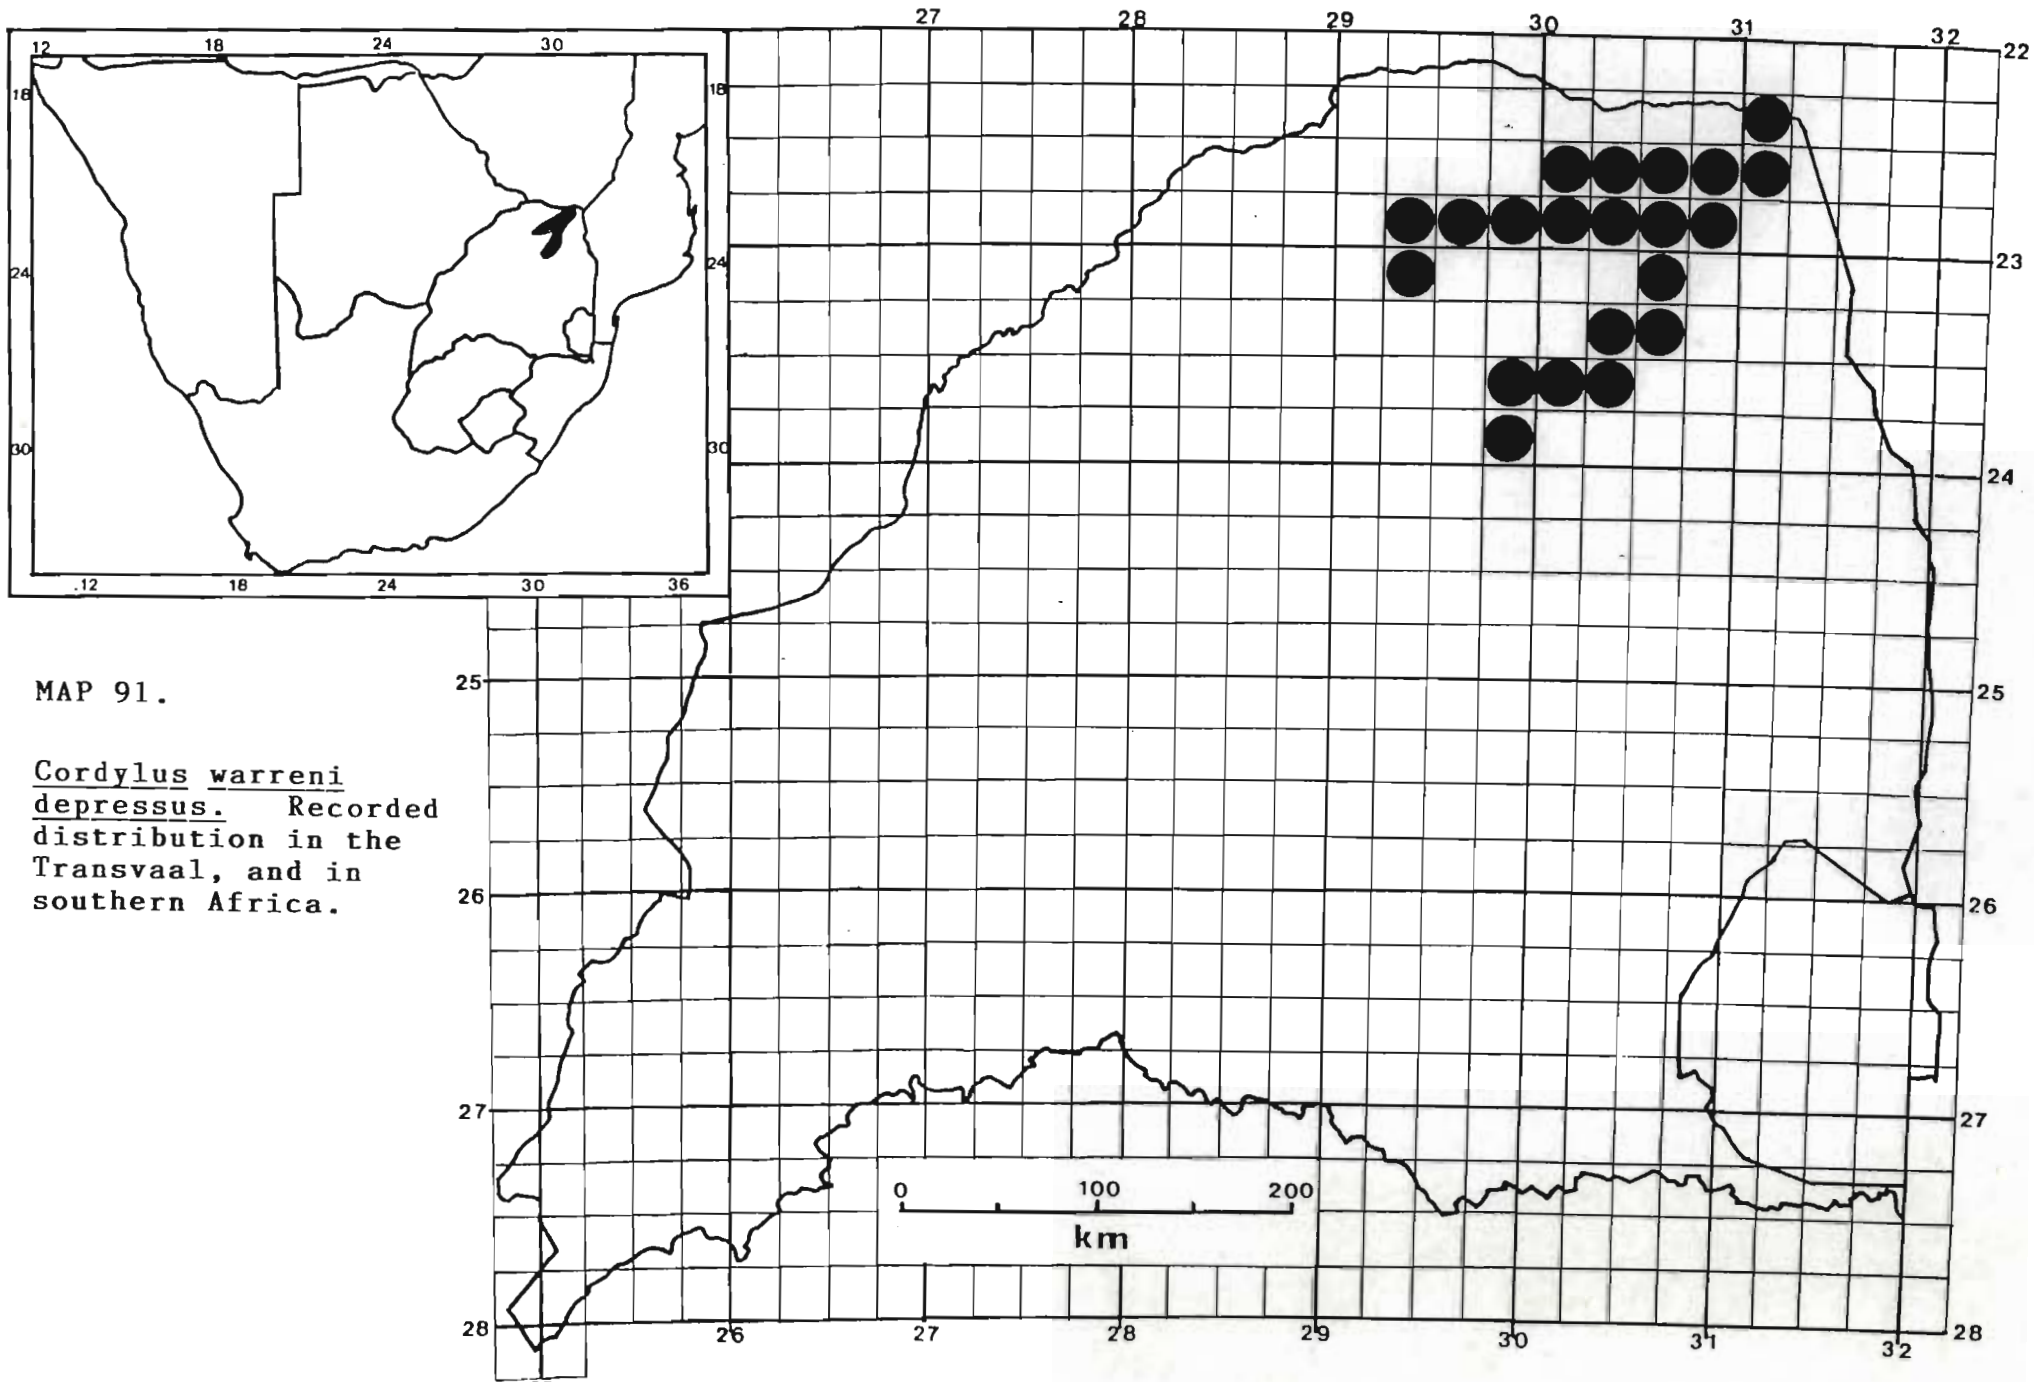 27 28 29 30 31 32
22
12 18 24 30
18 18
24 24
23
30 30
24
12 18 24 30 36
25 25
MAP 91.
Cordylus warreni
depressus. Recorded
distribution in the
Transvaal, and in
southern Africa.
26 26
27 27
0 100 200
km
28 28
26 27 28 29 30 31 32